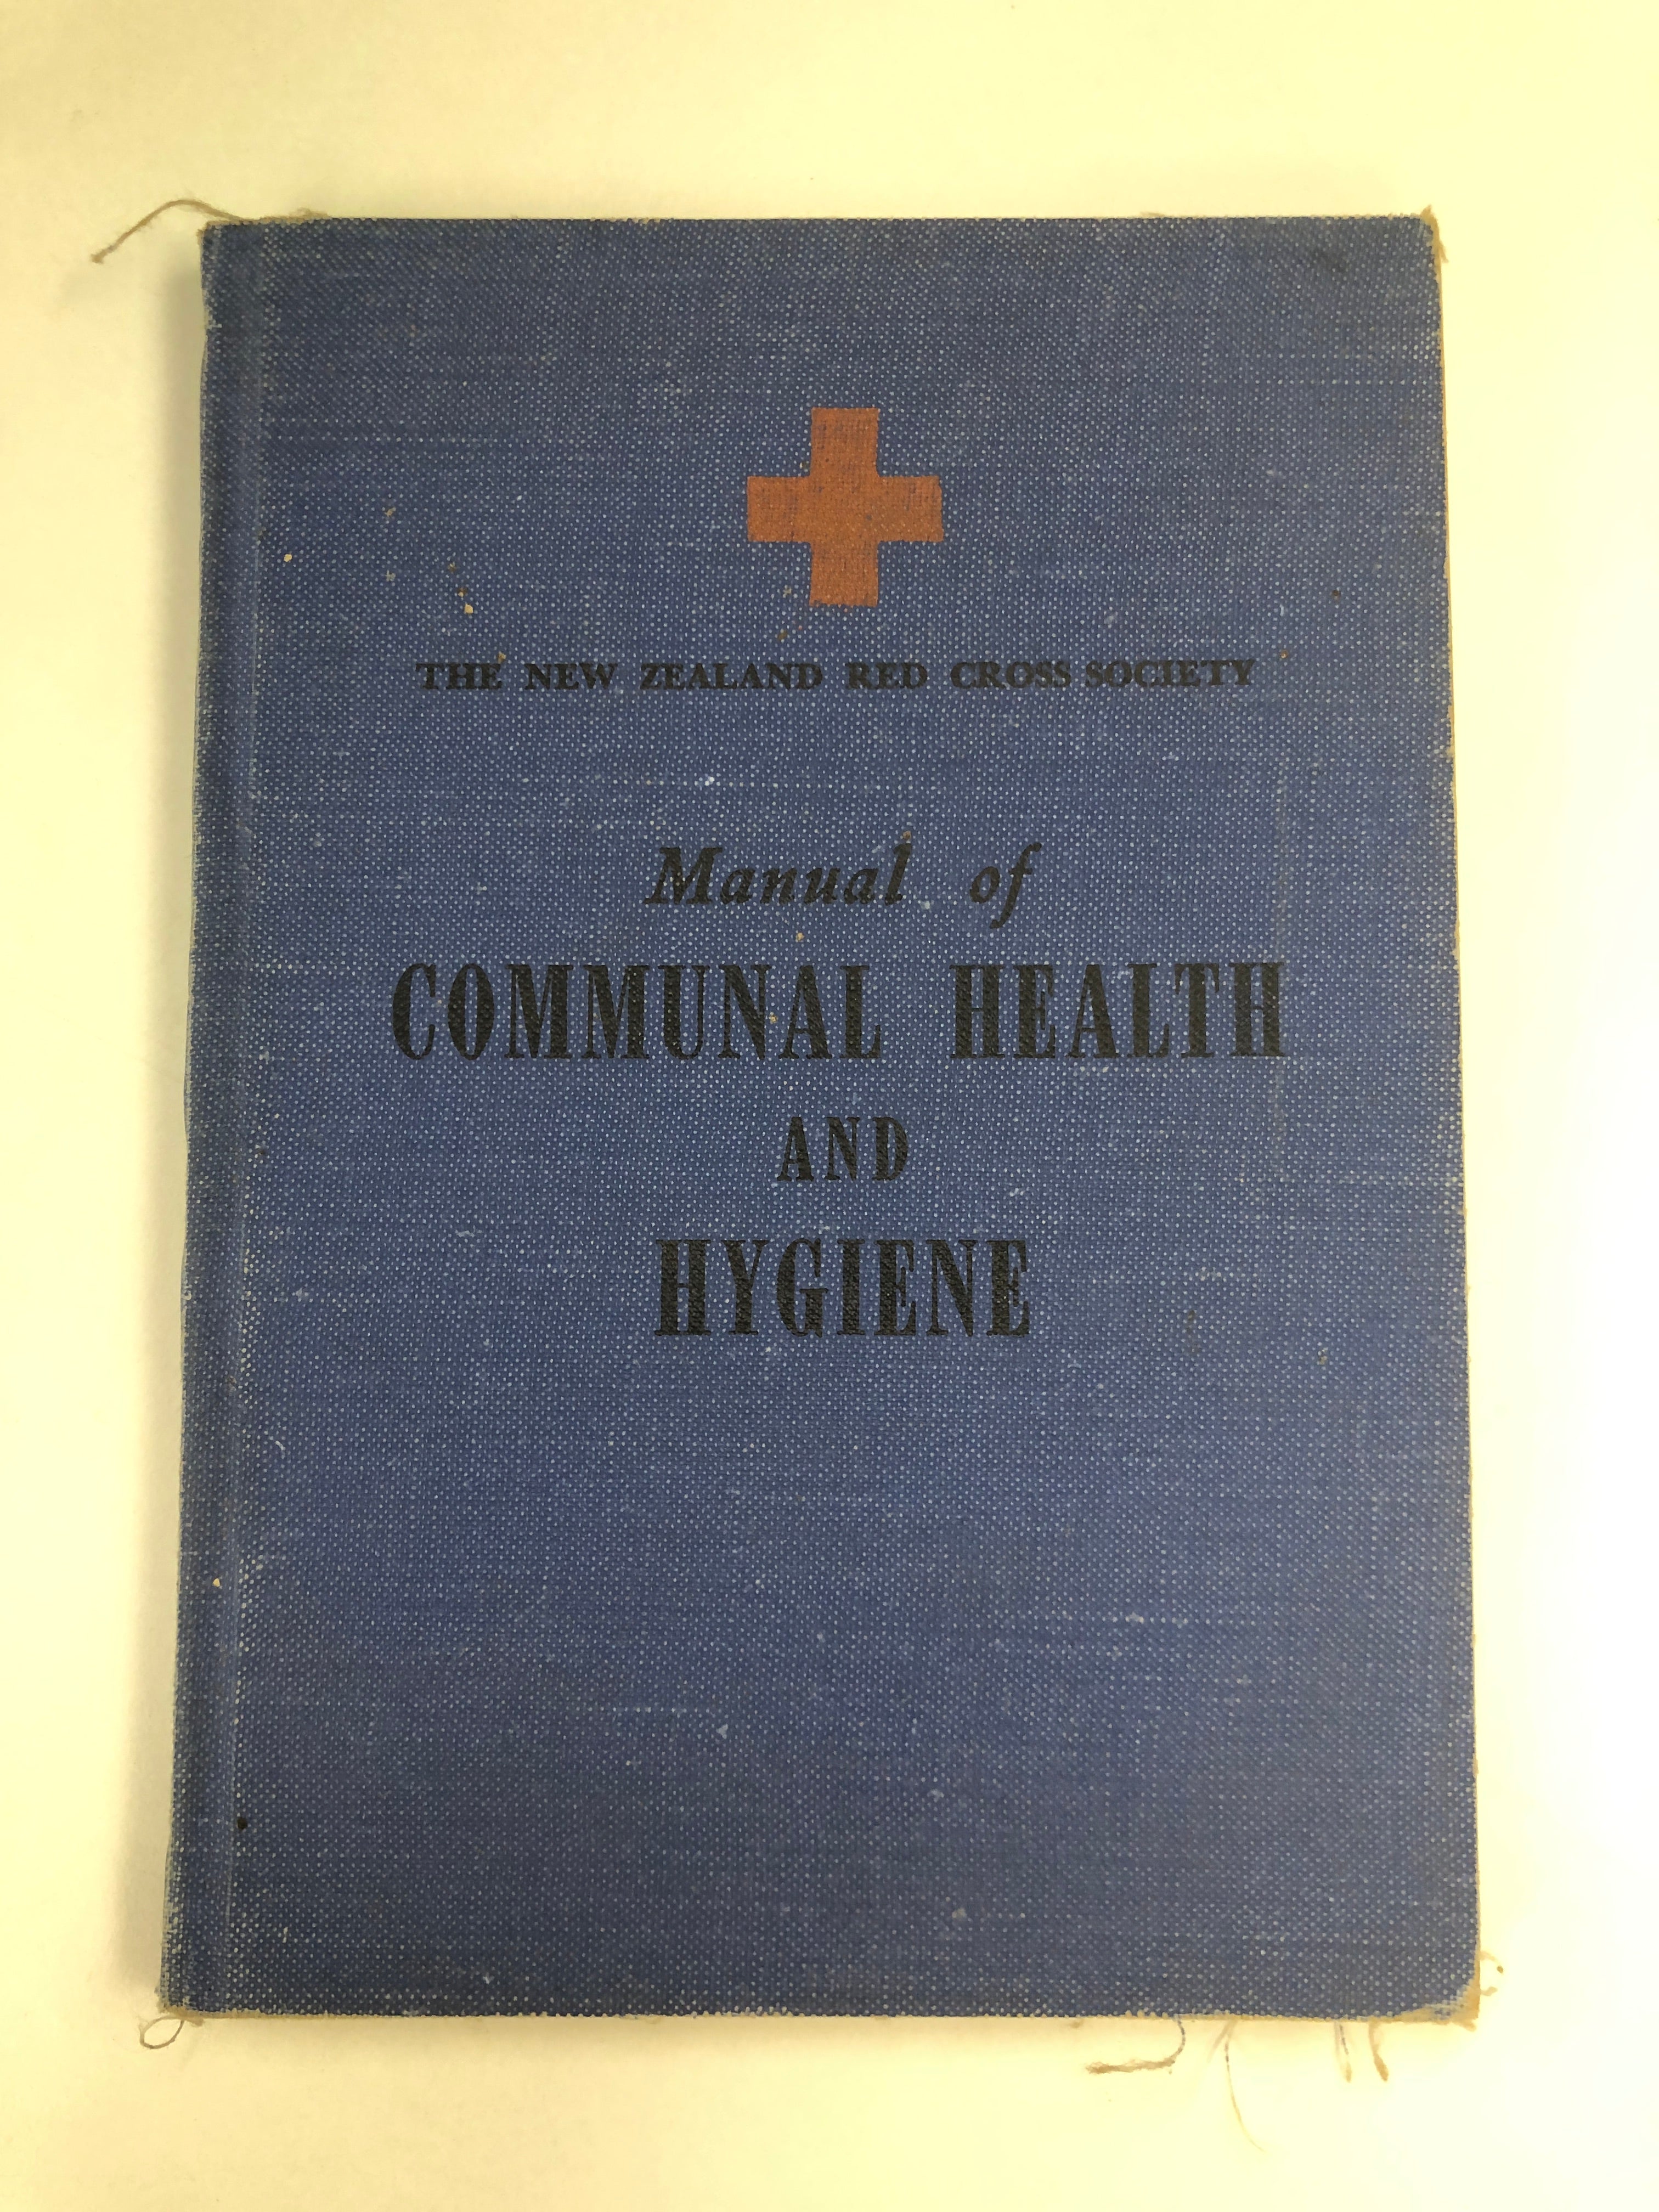 THE NEW ZEALAND RED CROSS SOCIETY
Manual of
COMMUNAL HEALTH
AND
HYGIENE